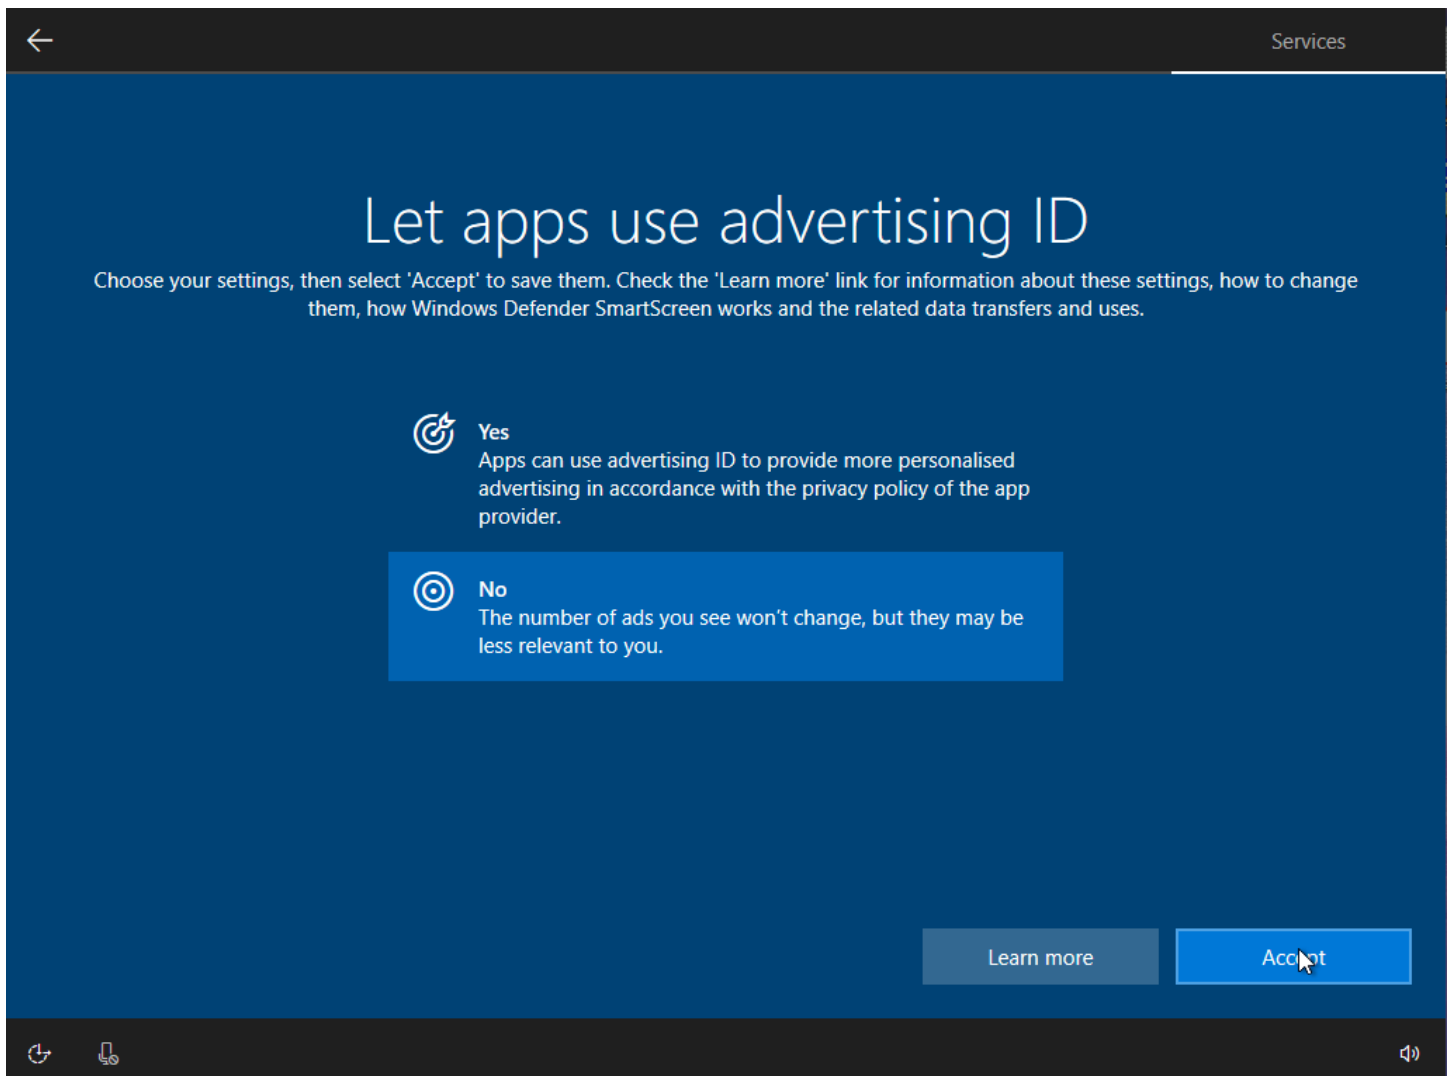 Services
Let apps use advertising ID
Choose your settings, then select 'Accept' to save them. Check the 'Learn more' link for information about these settings, how to change
them, how Windows Defender SmartScreen works and the related data transfers and uses.
Yes
Apps can use advertising ID to provide more personalised
advertising in accordance with the privacy policy of the app
provider.
No
The number of ads you see won't change, but they may be
less relevant to you.
Learn more
Accept